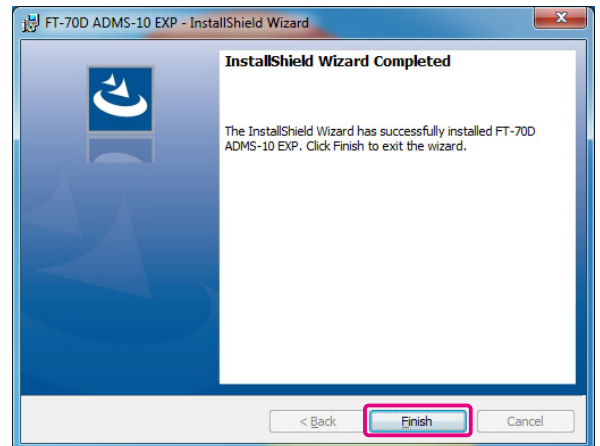 FT-70D ADMS-10 EXP - InstallShield Wizard
InstallShield Wizard Completed
The InstallShield Wizard has successfully installed FT-70D
ADMS-10 EXP. Click Finish to exit the wizard.
< Back
Finish
Cancel